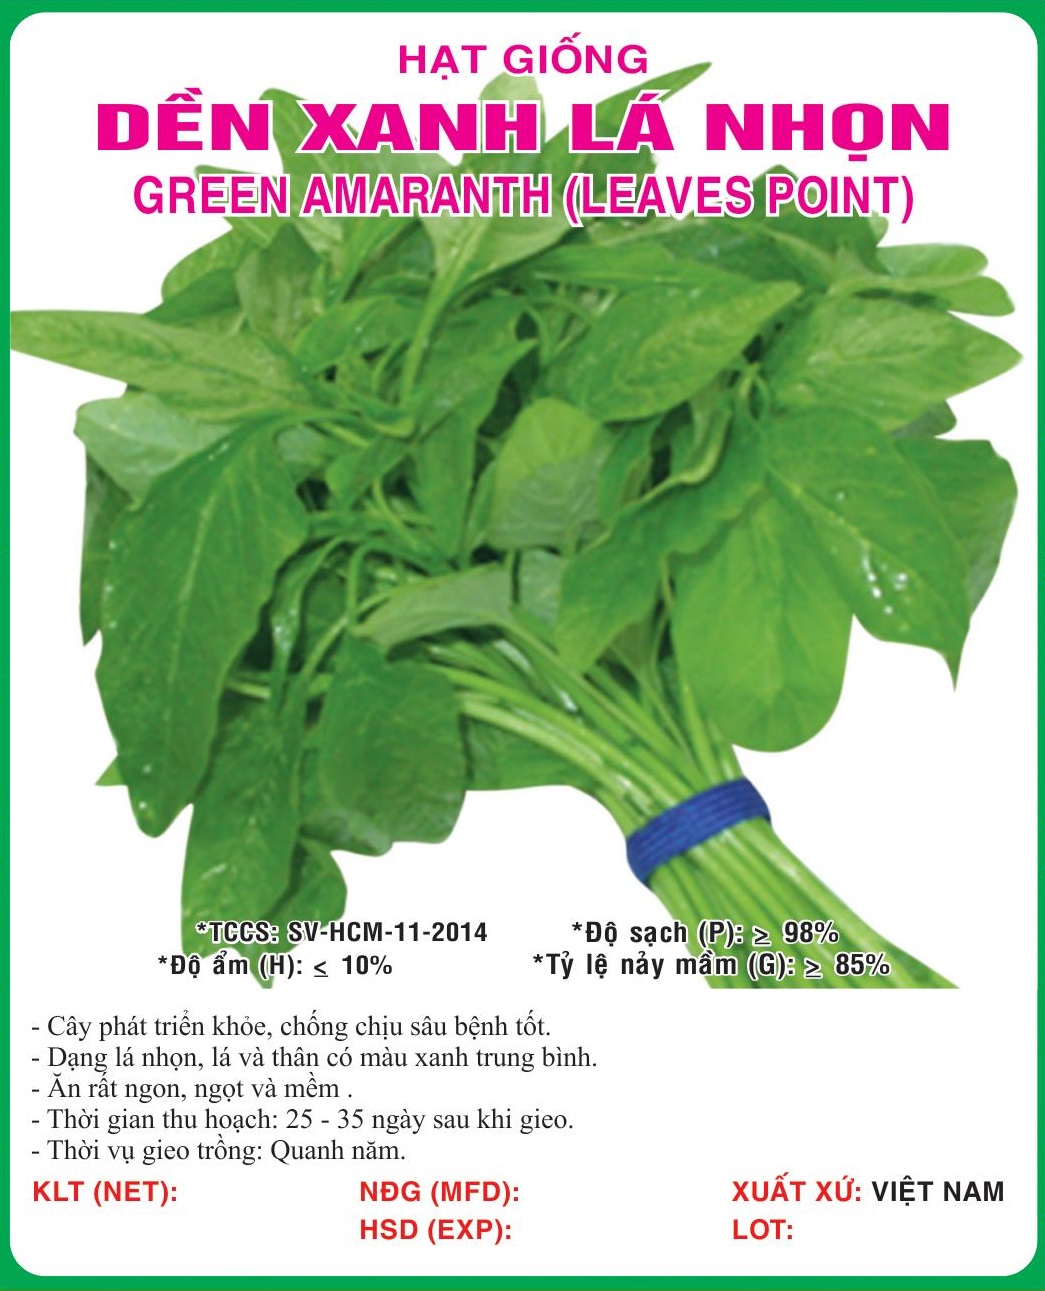 HẠT GIỐNG
DỀN XANH LÁ NHỌN
GREEN AMARANTH (LEAVES POINT)
*TCCS: SV-HCM-11-2014 *Độ sạch (P): ≥ 98%
*Độ ẩm (H): ≤ 10% *Tỷ lệ nảy mầm (G): ≥ 85%
- Cây phát triển khỏe, chống chịu sâu bệnh tốt.
- Dạng lá nhọn, lá và thân có màu xanh trung bình.
- Ăn rất ngon, ngọt và mềm .
- Thời gian thu hoạch: 25 - 35 ngày sau khi gieo.
- Thời vụ gieo trồng: Quanh năm.
KLT (NET): NĐG (MFD): XUẤT XỨ: VIỆT NAM
HSD (EXP): LOT: